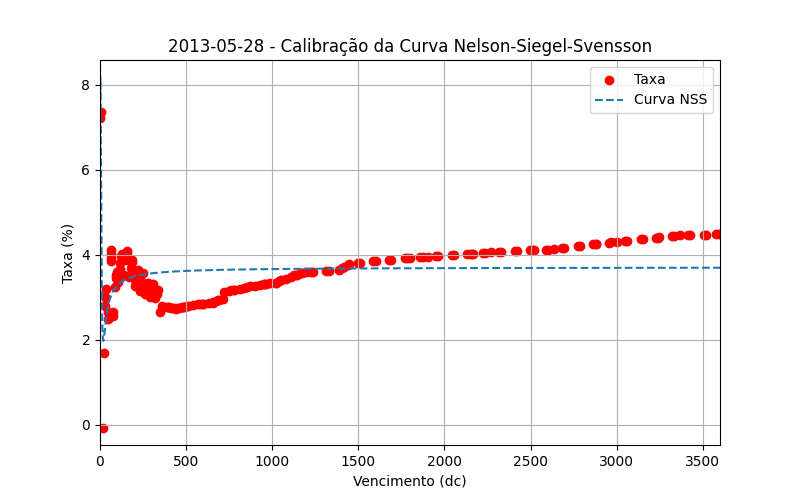 2013-05-28 - Calibração da Curva Nelson-Siegel-Svensson
Taxa
Curva NSS
Taxa (%)
8
6
4
2
0
0 500 1000 1500 2000 2500 3000 3500
Vencimento (dc)